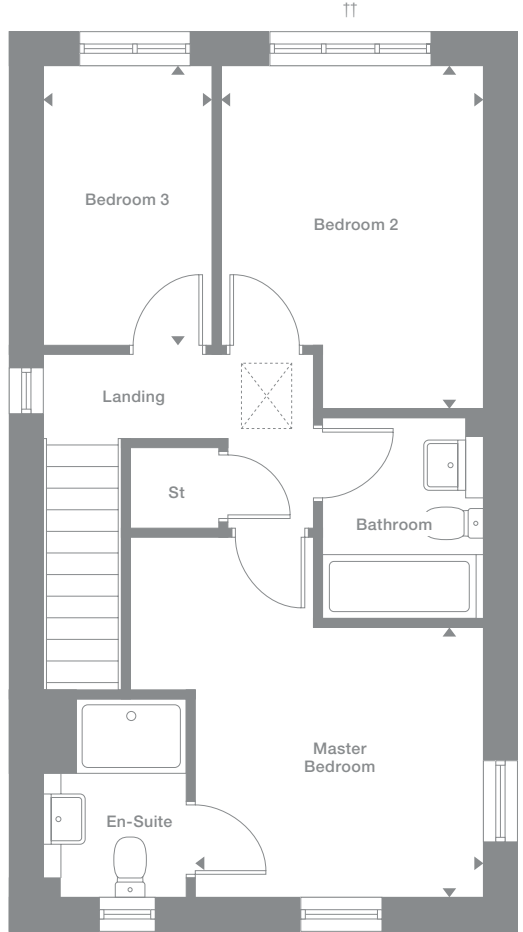 ††
Bedroom 3
Bedroom 2
Landing
St
Bathroom
Master
Bedroom
En-Suite